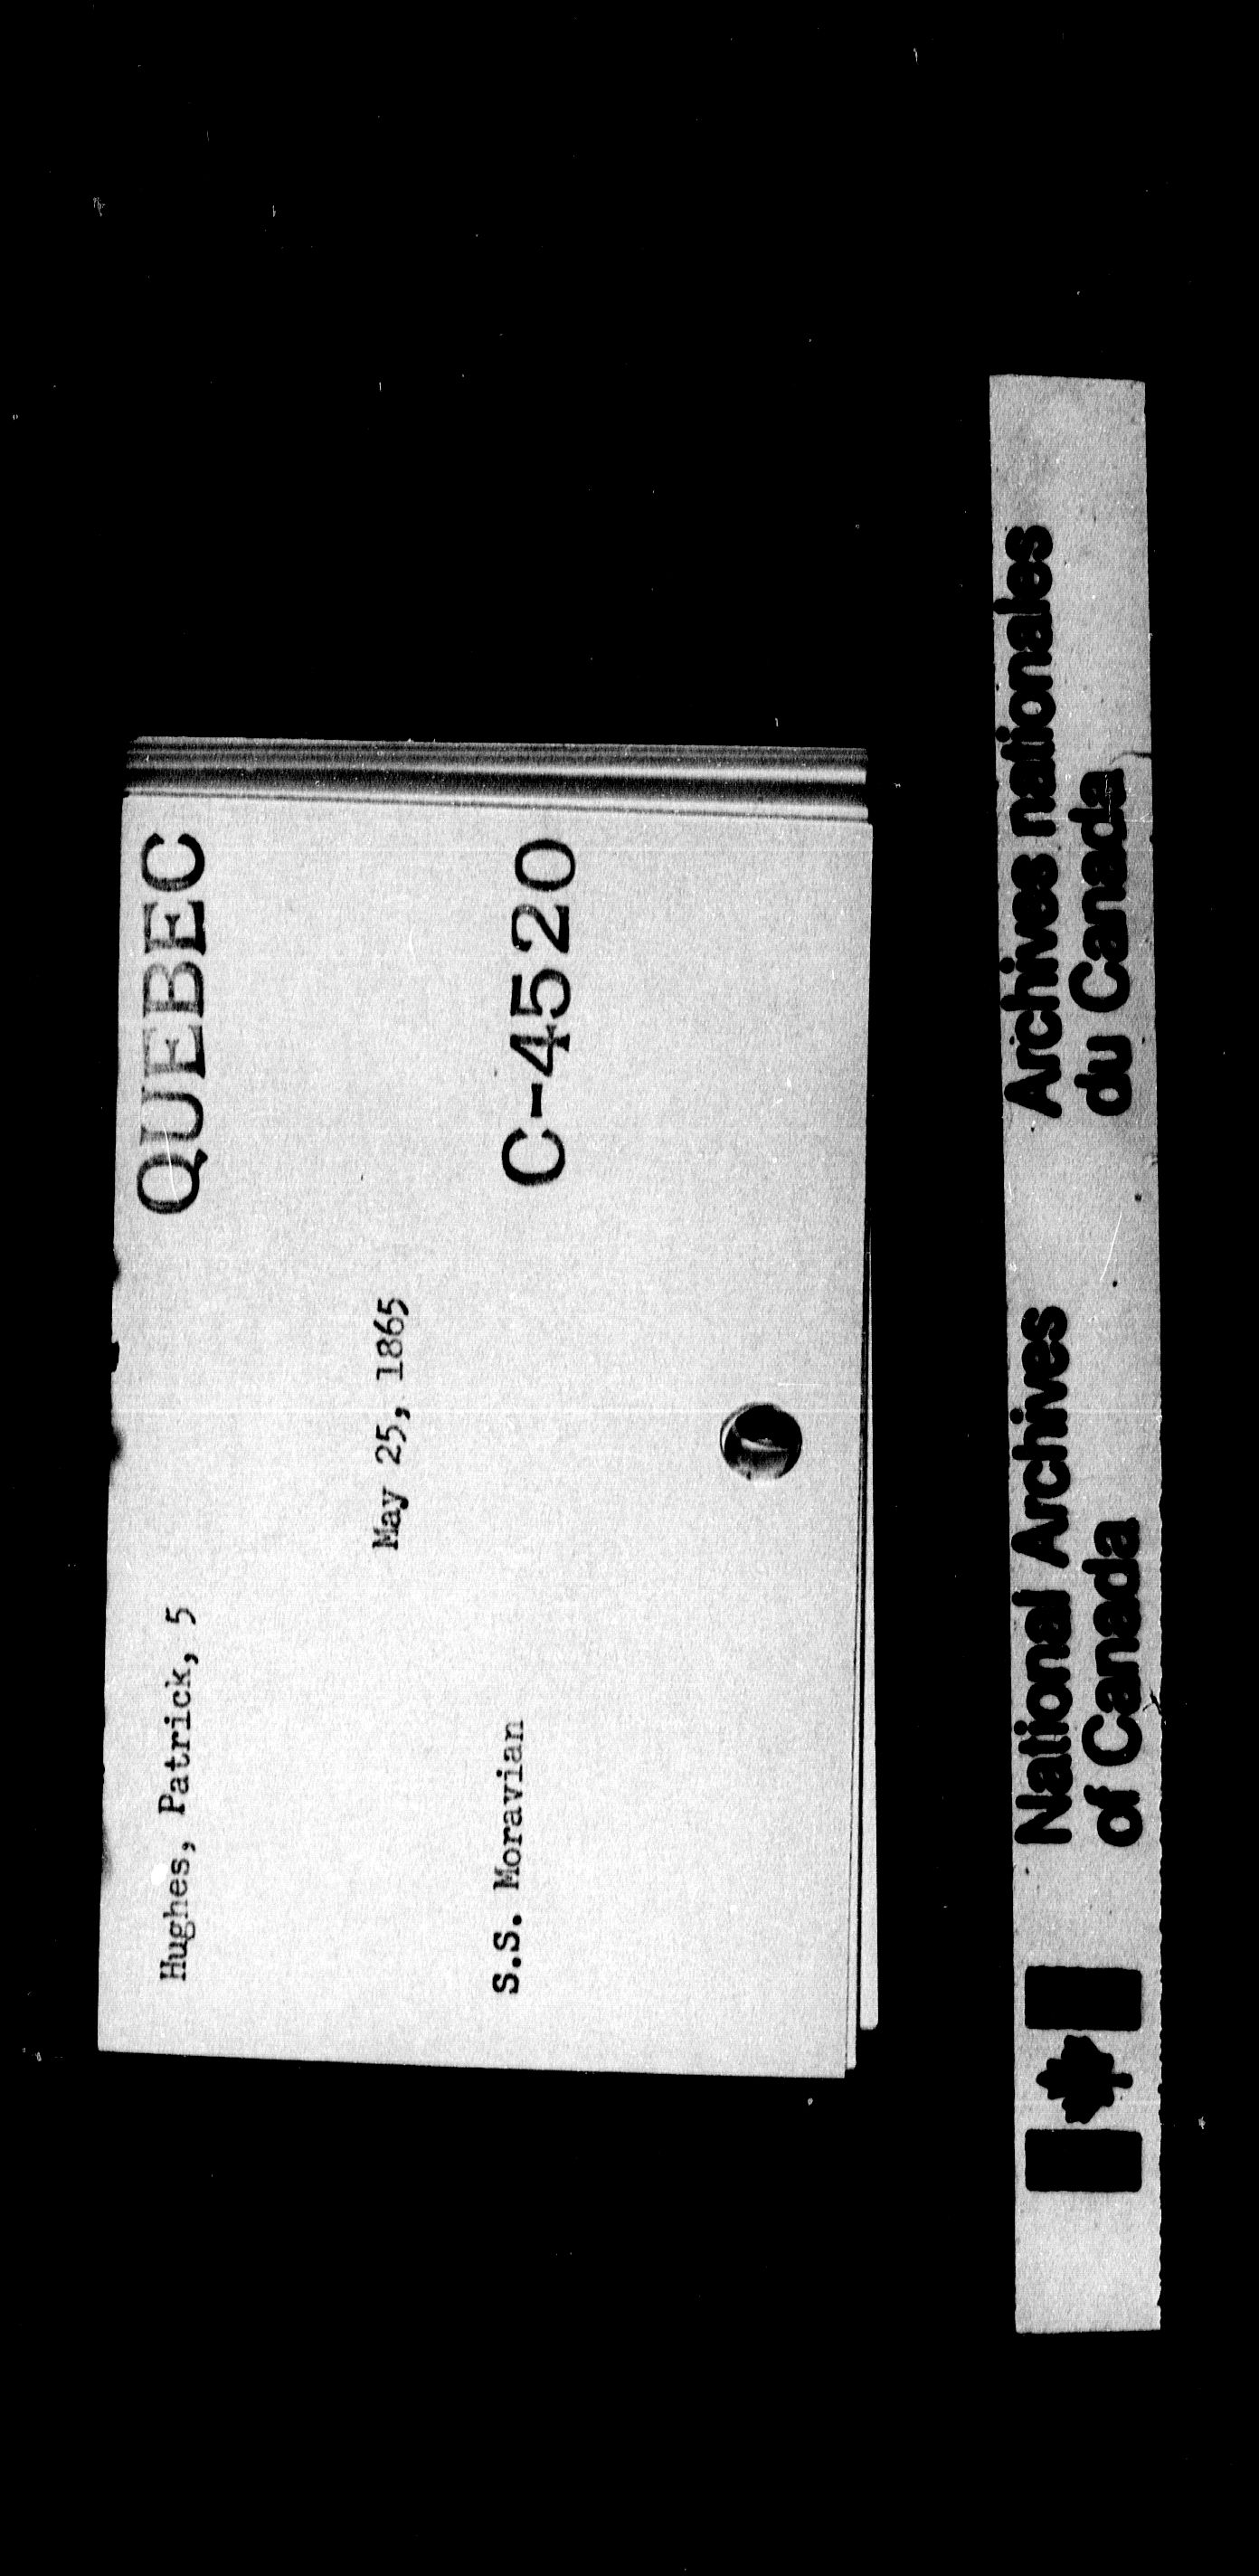 Hughes, Patrick, 5
QUEBEC
May 25, 1865
S.S. Moravian
C-4520
National Archives
of Canada
Archives nationales
du Canada